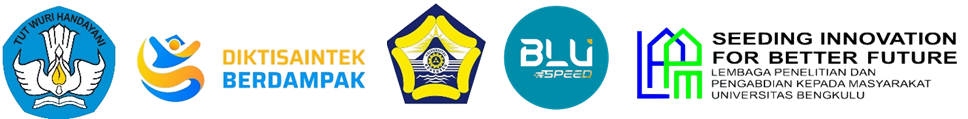 TUT WURI HANDAYANI
DIKTISAINTEK
BERDAMPAK
BLU
SPEED
SEEDING INNOVATION
FOR BETTER FUTURE
LEMBAGA PENELITIAN DAN
PENGABDIAN KEPADA MASYARAKAT
UNIVERSITAS BENGKULU